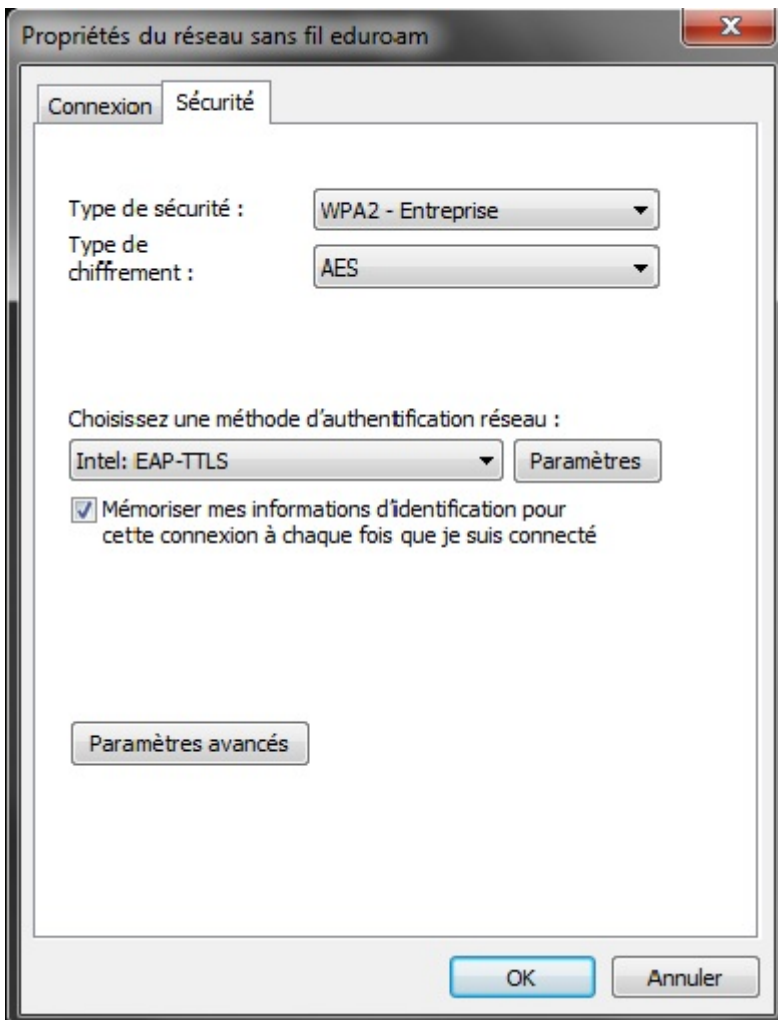 Propriétés du réseau sans fil eduroam
Connexion
Sécurité
Type de sécurité :
WPA2 - Entreprise
Type de
chiffrement :
AES
Choisissez une méthode d'authentification réseau :
Intel: EAP-TTLS
Paramètres
Mémoriser mes informations d'identification pour
cette connexion à chaque fois que je suis connecté
Paramètres avancés
OK
Annuler